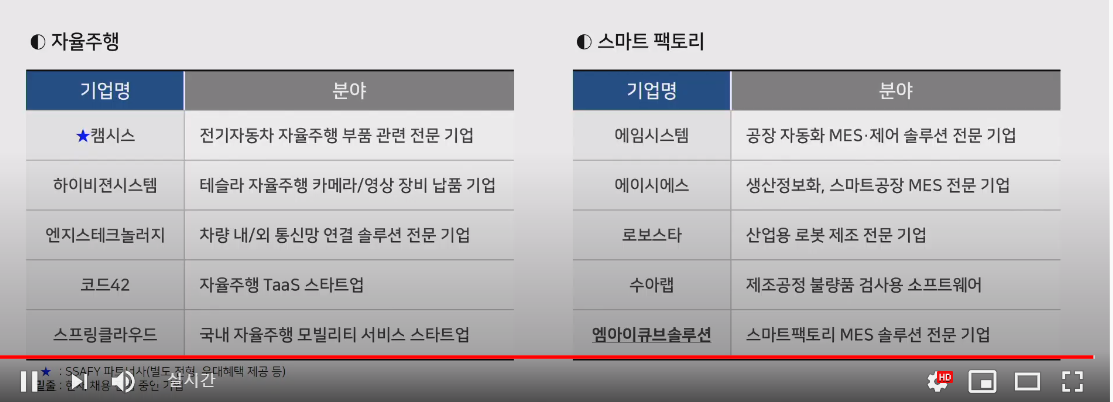 ◐ 자율주행
기업명 분야
★캠시스 전기자동차 자율주행 부품 관련 전문 기업
하이비젼시스템 테슬라 자율주행 카메라/영상 장비 납품 기업
엔지스테크놀러지 차량 내/외 통신망 연결 솔루션 전문 기업
코드42 자율주행 TaaS 스타트업
스프링클라우드 국내 자율주행 모빌리티 서비스 스타트업
◐ 스마트 팩토리
기업명 분야
에임시스템 공장 자동화 MES·제어 솔루션 전문 기업
에이시에스 생산정보화, 스마트공장 MES 전문 기업
로보스타 산업용 로봇 제조 전문 기업
수아랩 제조공정 불량품 검사용 소프트웨어
엠아이큐브솔루션 스마트팩토리 MES 솔루션 전문 기업
★ : SSAFY 파트너사(별도 전형, 우대혜택 제공 등)
밑줄 : 채용 중인 기업
실시간
HD